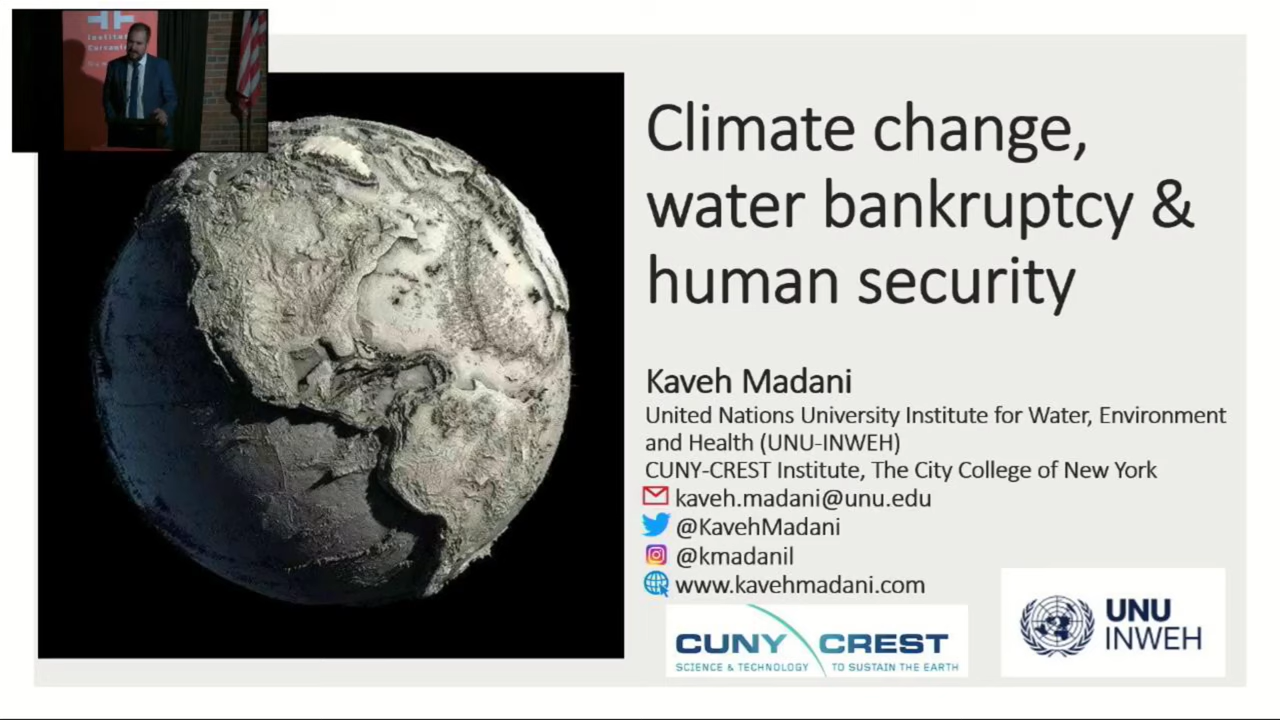 Institut
Cervant
Climate change,
water bankruptcy &
human security
Kaveh Madani
United Nations University Institute for Water, Environment
and Health (UNU-INWEH)
CUNY-CREST Institute, The City College of New York
kaveh.madani@unu.edu
@KavehMadani
@kmadanil
www.kavehmadani.com
CUNY CREST
SCIENCE & TECHNOLOGY TO SUSTAIN THE EARTH
UNU
INWEH